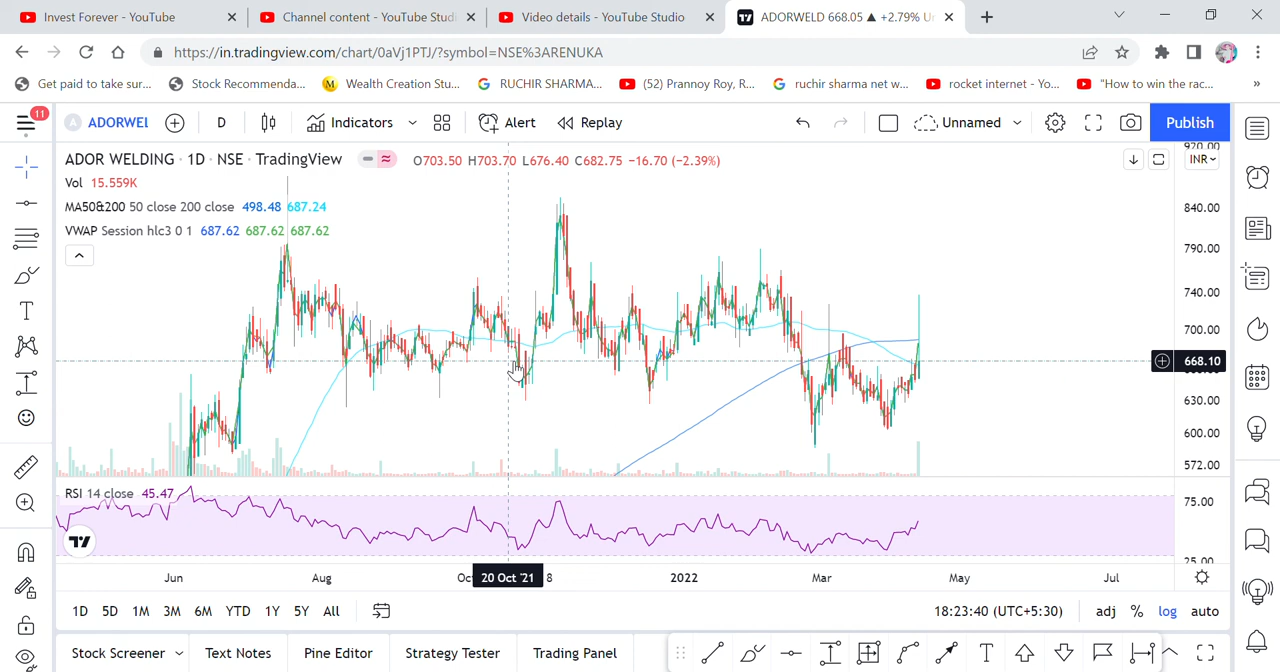 Invest Forever - YouTube
Channel content - YouTube Studi
Video details - YouTube Studio
ADORWELD 668.05 ▲ +2.79% Un
https://in.tradingview.com/chart/0aVj1PTJ/?symbol=NSE%3ARENUKA
Get paid to take sur...
Stock Recommenda...
M Wealth Creation Stu...
RUCHIR SHARMA...
(52) Prannoy Roy, R...
ruchir sharma net w...
rocket internet - Yo...
"How to win the rac...
»
11
A ADORWEL
D
Indicators
Alert
Replay
Unnamed
Publish
ADOR WELDING · 1D · NSE · TradingView
O703.50 H703.70 L676.40 C682.75 −16.70 (−2.39%)
INR
Vol 15.559K
MA50&200 50 close 200 close 498.48 687.24
VWAP Session hlc3 0 1 687.62 687.62 687.62
920.00
840.00
790.00
740.00
700.00
668.10
630.00
600.00
572.00
RSI 14 close 45.47
75.00
25.00
Jun
Aug
Oct
20 Oct '21
8
2022
Mar
May
Jul
1D 5D 1M 3M 6M YTD 1Y 5Y All
18:23:40 (UTC+5:30)
adj % log auto
Stock Screener
Text Notes
Pine Editor
Strategy Tester
Trading Panel